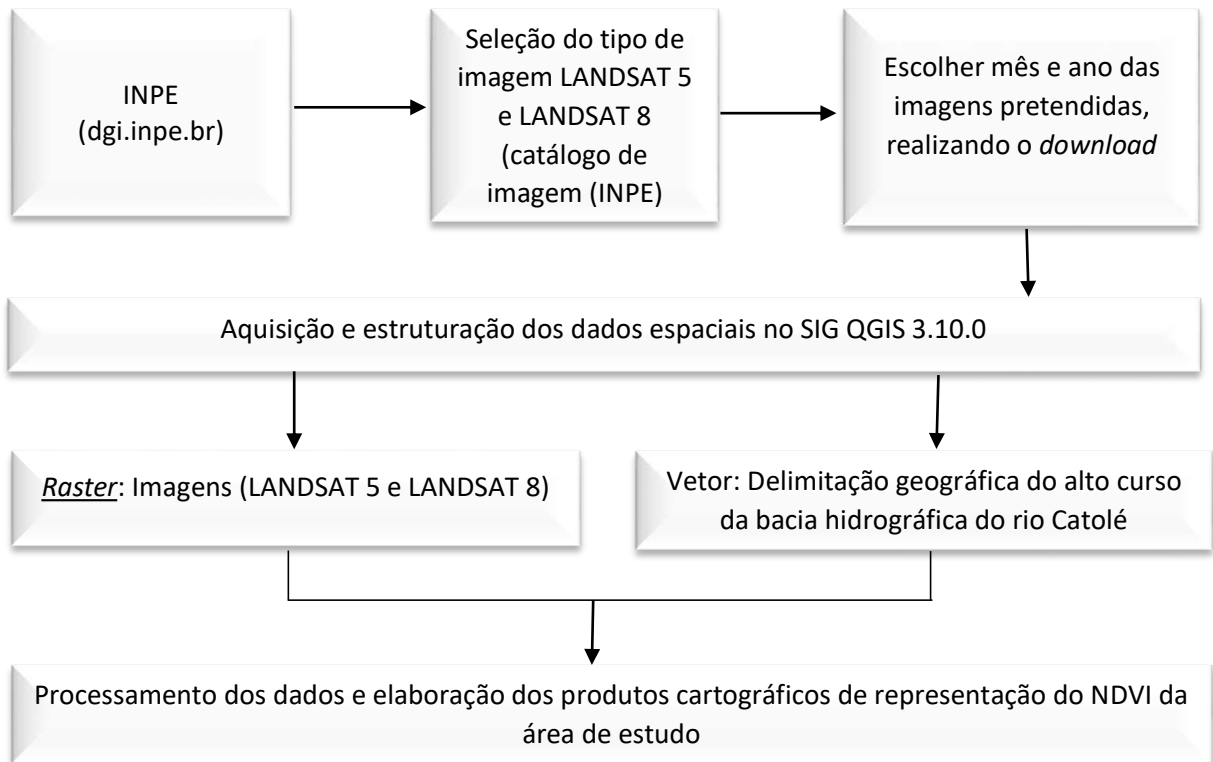 INPE
(dgi.inpe.br)
Seleção do tipo de
imagem LANDSAT 5
e LANDSAT 8
(catálogo de
imagem (INPE)
Escolher mês e ano das
imagens pretendidas,
realizando o download
Aquisição e estruturação dos dados espaciais no SIG QGIS 3.10.0
Raster: Imagens (LANDSAT 5 e LANDSAT 8)
Vetor: Delimitação geográfica do alto curso
da bacia hidrográfica do rio Catolé
Processamento dos dados e elaboração dos produtos cartográficos de representação do NDVI da
área de estudo